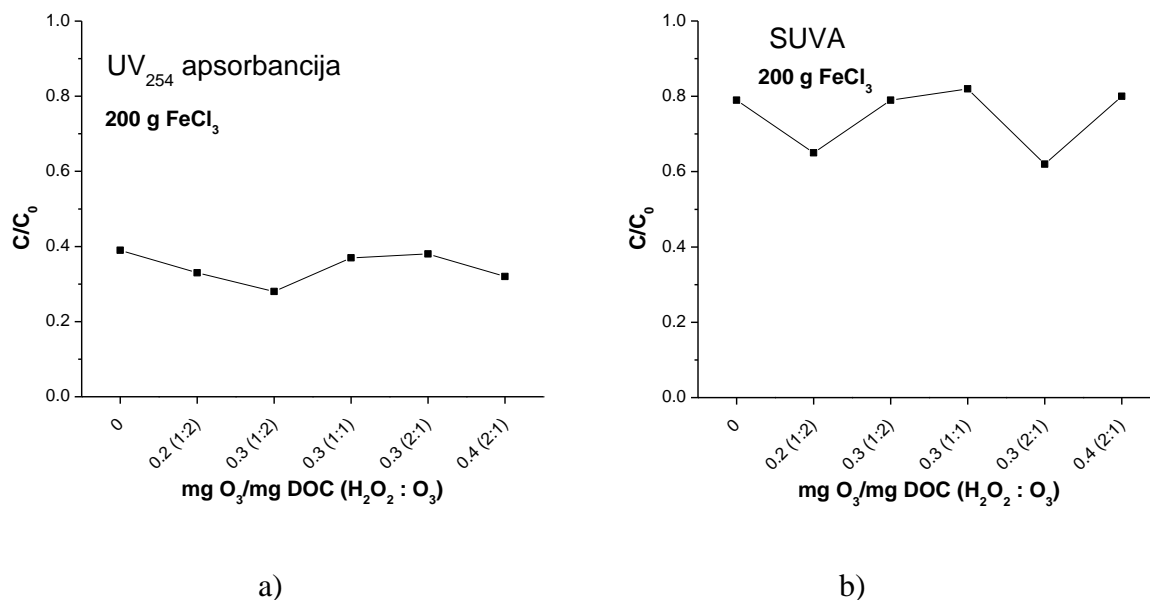 UV₂₅₄ apsorbancija
200 g FeCl₃
1.0
0.8
0.6
0.4
0.2
0.0
C/C₀
0
0.2 (1:2)
0.3 (1:2)
0.3 (1:1)
0.3 (2:1)
0.4 (2:1)
mg O₃/mg DOC (H₂O₂ : O₃)
a)
SUVA
200 g FeCl₃
1.0
0.8
0.6
0.4
0.2
0.0
C/C₀
0
0.2 (1:2)
0.3 (1:2)
0.3 (1:1)
0.3 (2:1)
0.4 (2:1)
mg O₃/mg DOC (H₂O₂ : O₃)
b)